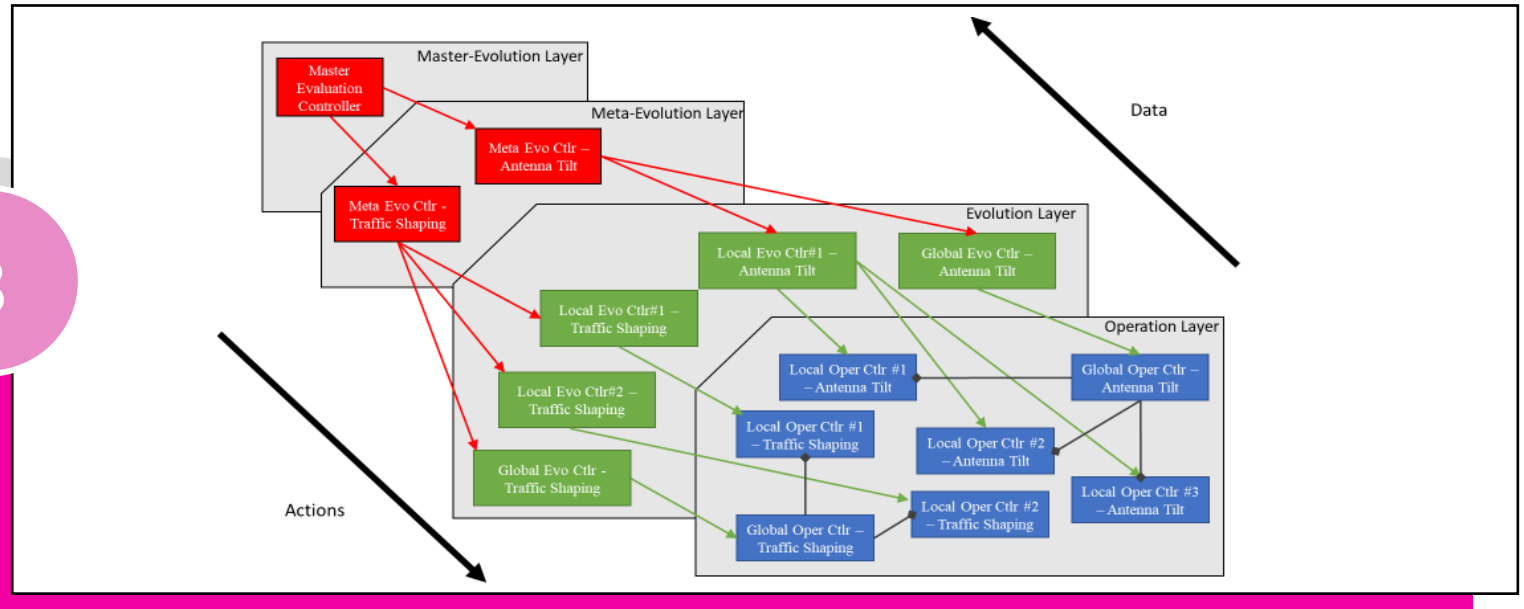 Master-Evolution Layer
Master
Evaluation
Controller
Meta-Evolution Layer
Data
Meta Evo Ctlr –
Antenna Tilt
Meta Evo Ctlr -
Traffic Shaping
Evolution Layer
Local Evo Ctlr#1 –
Antenna Tilt
Global Evo Ctlr –
Antenna Tilt
Local Evo Ctlr#1 –
Traffic Shaping
Operation Layer
Local Oper Ctlr #1
– Antenna Tilt
Global Oper Ctlr –
Antenna Tilt
Local Evo Ctlr#2 –
Traffic Shaping
Local Oper Ctlr #1
– Traffic Shaping
Local Oper Ctlr #2
– Antenna Tilt
Global Evo Ctlr -
Traffic Shaping
Local Oper Ctlr #3
– Antenna Tilt
Actions
Local Oper Ctlr #2
– Traffic Shaping
Global Oper Ctlr –
Traffic Shaping